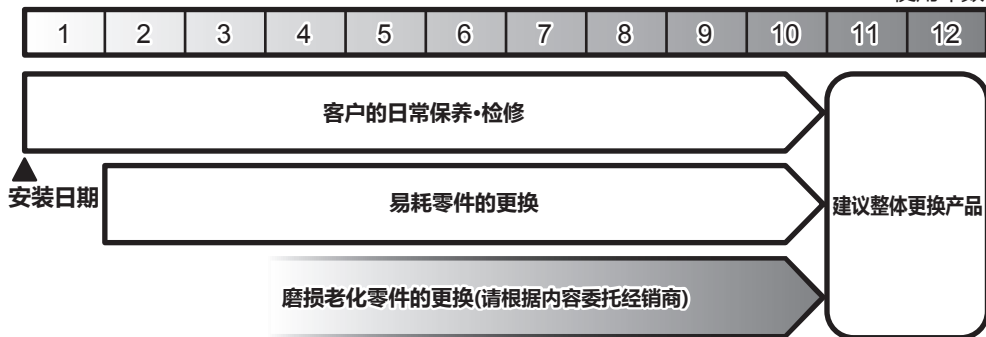 1 2 3 4 5 6 7 8 9 10 11 12
客户的日常保养•检修
安装日期
易耗零件的更换
建议整体更换产品
磨损老化零件的更换(请根据内容委托经销商)